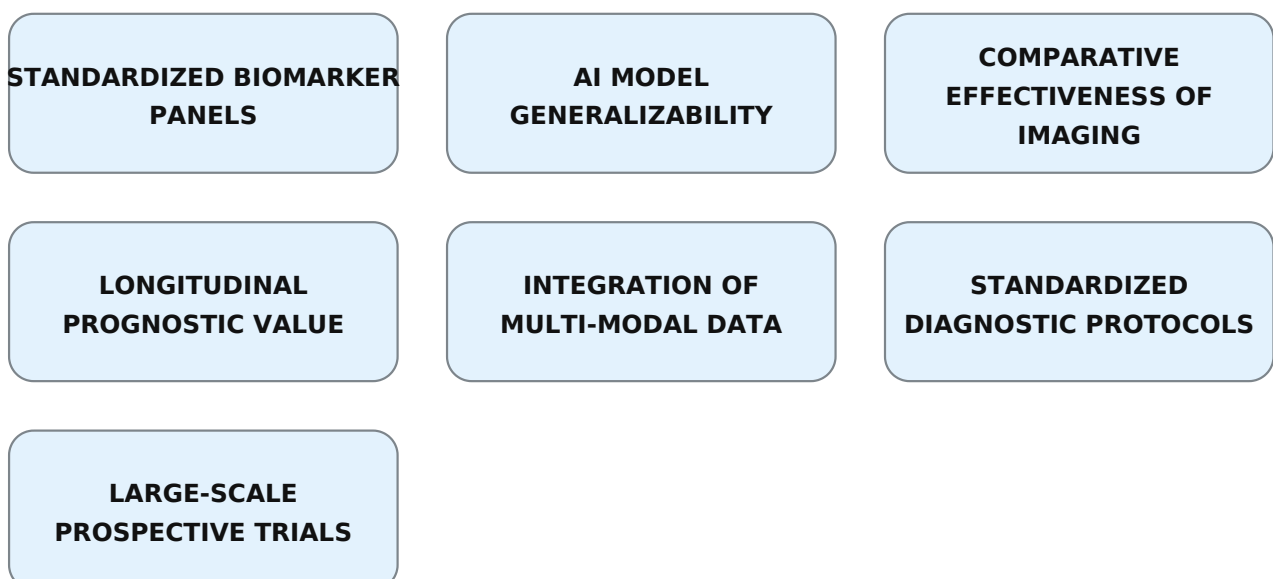 STANDARDIZED BIOMARKER
PANELS
AI MODEL
GENERALIZABILITY
COMPARATIVE
EFFECTIVENESS OF
IMAGING
LONGITUDINAL
PROGNOSTIC VALUE
INTEGRATION OF
MULTI-MODAL DATA
STANDARDIZED
DIAGNOSTIC PROTOCOLS
LARGE-SCALE
PROSPECTIVE TRIALS